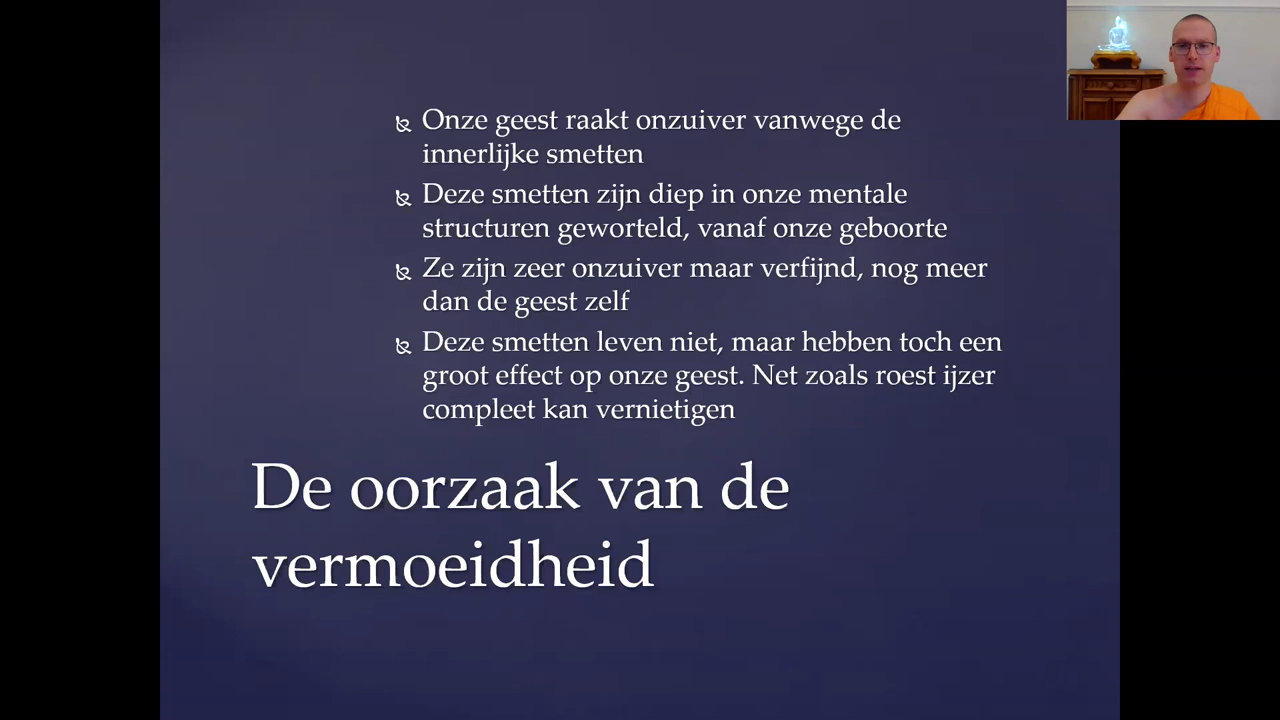 Onze geest raakt onzuiver vanwege de
innerlijke smetten
Deze smetten zijn diep in onze mentale
structuren geworteld, vanaf onze geboorte
Ze zijn zeer onzuiver maar verfijnd, nog meer
dan de geest zelf
Deze smetten leven niet, maar hebben toch een
groot effect op onze geest. Net zoals roest ijzer
compleet kan vernietigen
De oorzaak van de
vermoeidheid